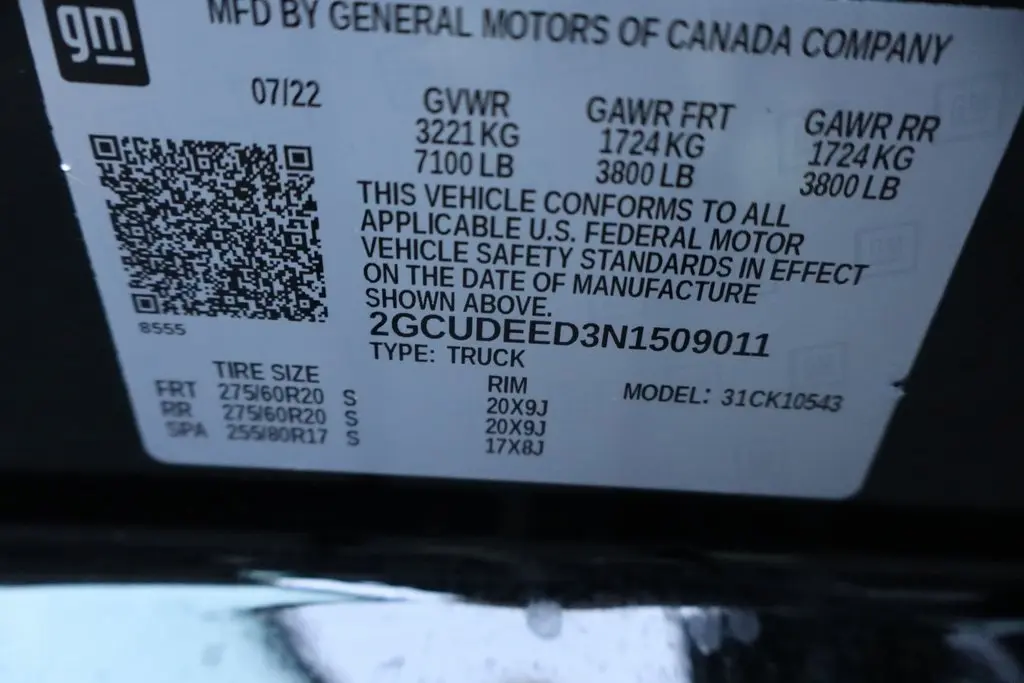 gm
MFD BY GENERAL MOTORS OF CANADA COMPANY
07/22
GVWR
3221 KG
7100 LB
GAWR FRT
1724 KG
3800 LB
GAWR RR
1724 KG
3800 LB
THIS VEHICLE CONFORMS TO ALL
APPLICABLE U.S. FEDERAL MOTOR
VEHICLE SAFETY STANDARDS IN EFFECT
ON THE DATE OF MANUFACTURE
SHOWN ABOVE.
8555
2GCUDEED3N1509011
TYPE: TRUCK
TIRE SIZE RIM MODEL: 31CK10543
FRT 275/60R20 S 20X9J
RR 275/60R20 S 20X9J
SPA 255/80R17 S 17X8J